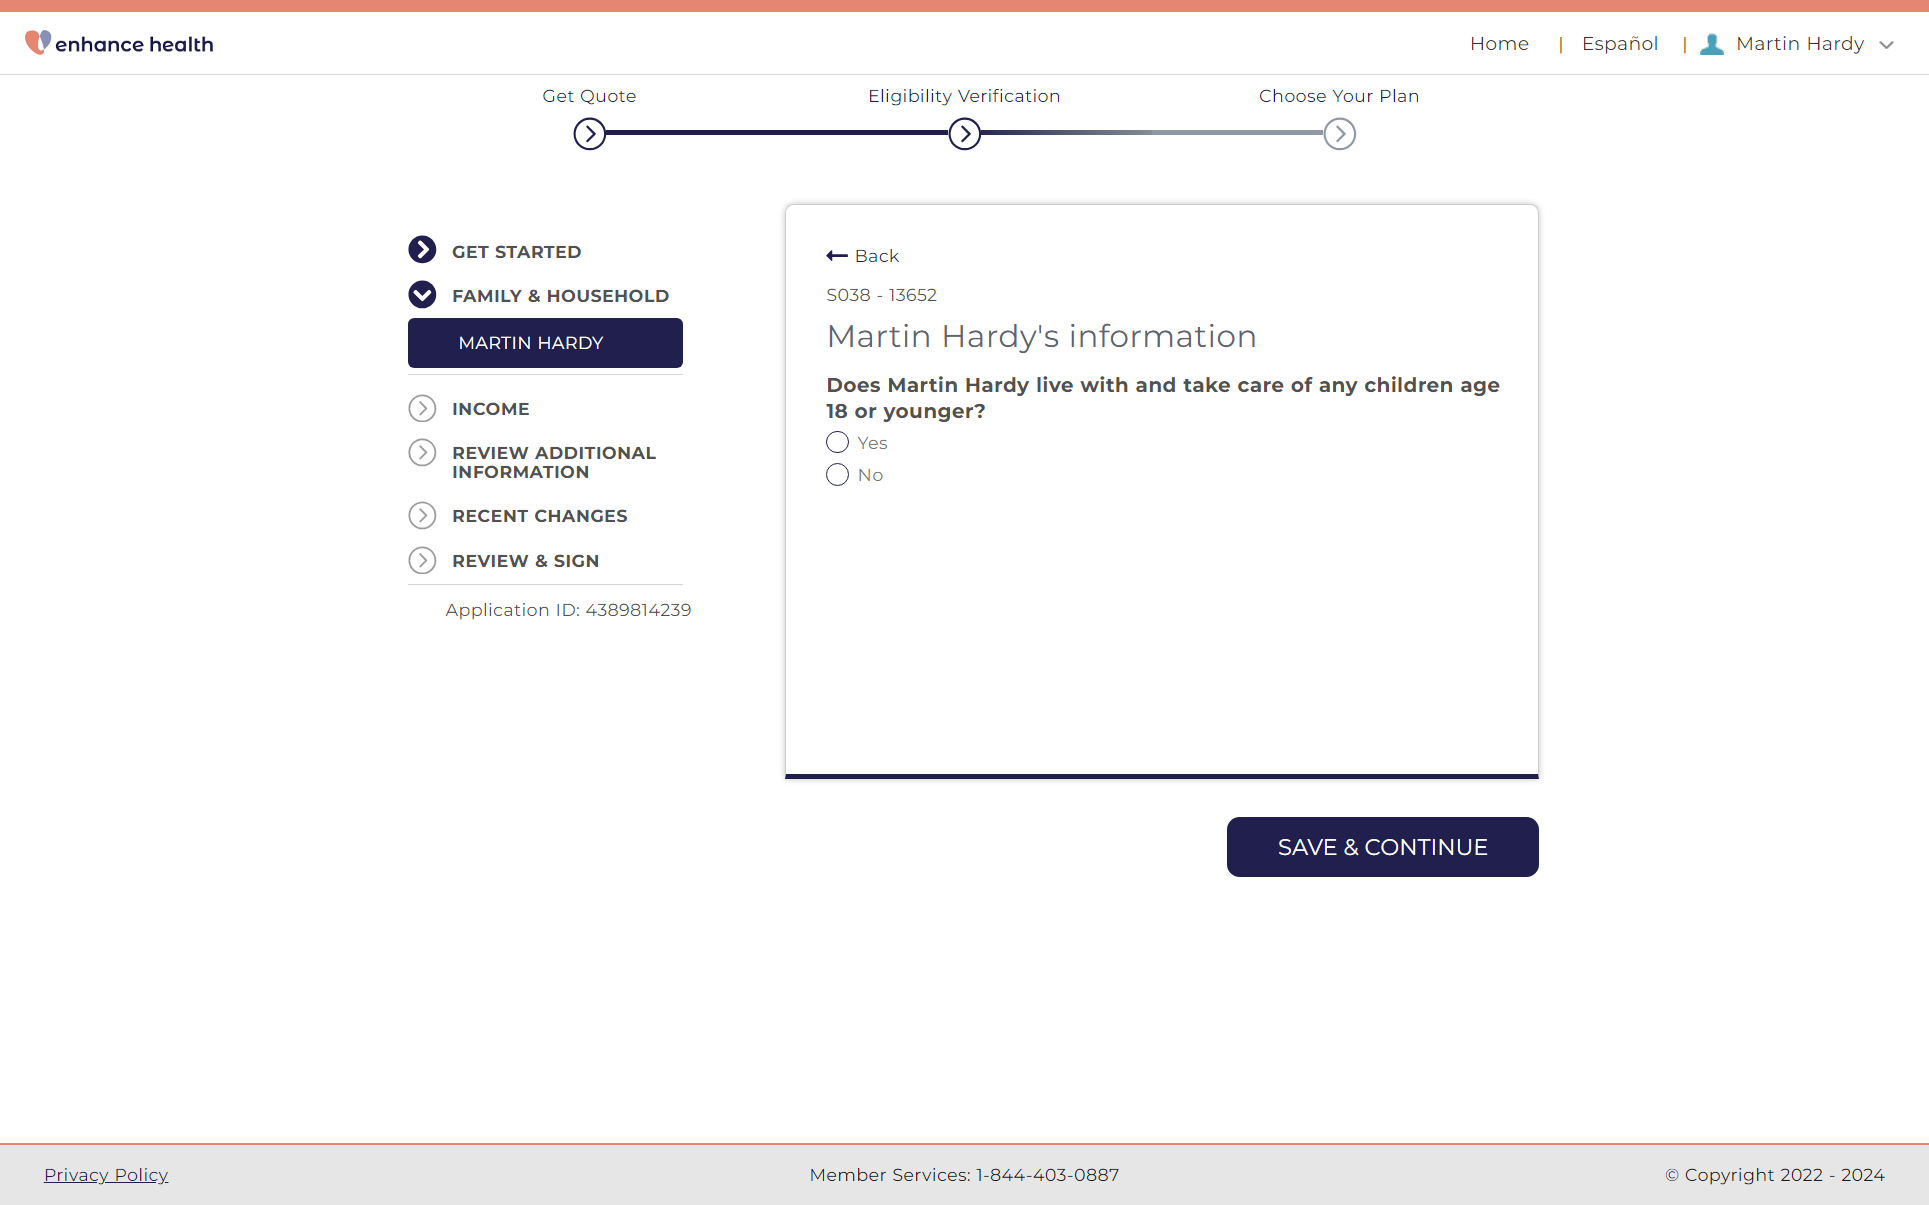 enhance health
Home | Español | Martin Hardy
Get Quote
Eligibility Verification
Choose Your Plan
GET STARTED
FAMILY & HOUSEHOLD
MARTIN HARDY
INCOME
REVIEW ADDITIONAL
INFORMATION
RECENT CHANGES
REVIEW & SIGN
Application ID: 4389814239
Back
S038 - 13652
Martin Hardy's information
Does Martin Hardy live with and take care of any children age
18 or younger?
Yes
No
SAVE & CONTINUE
Privacy Policy
Member Services: 1-844-403-0887
© Copyright 2022 - 2024